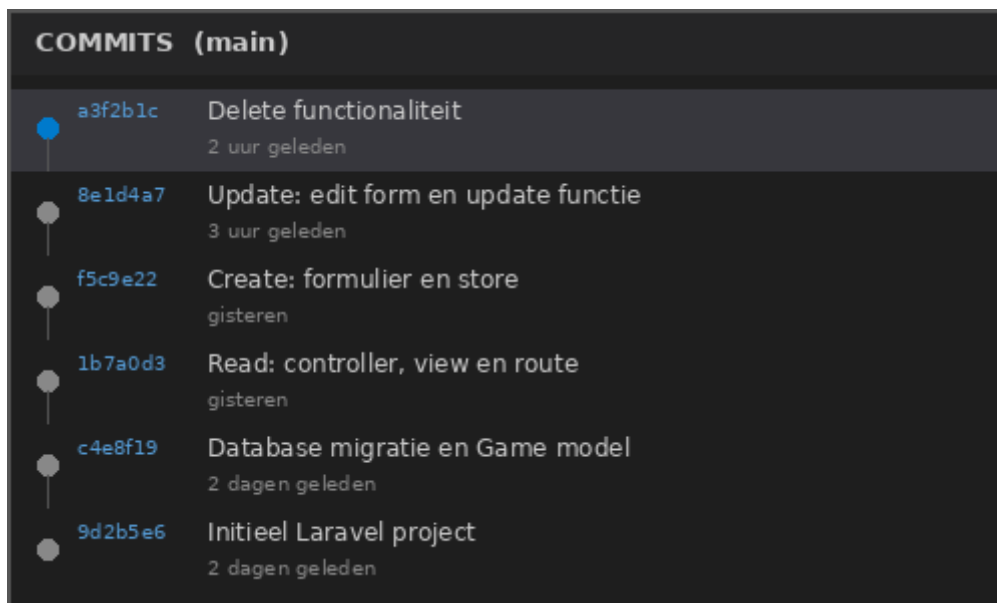 COMMITS (main)
a3f2b1c Delete functionaliteit
2 uur geleden
8e1d4a7 Update: edit form en update functie
3 uur geleden
f5c9e22 Create: formulier en store
gisteren
1b7a0d3 Read: controller, view en route
gisteren
c4e8f19 Database migratie en Game model
2 dagen geleden
9d2b5e6 Initieel Laravel project
2 dagen geleden